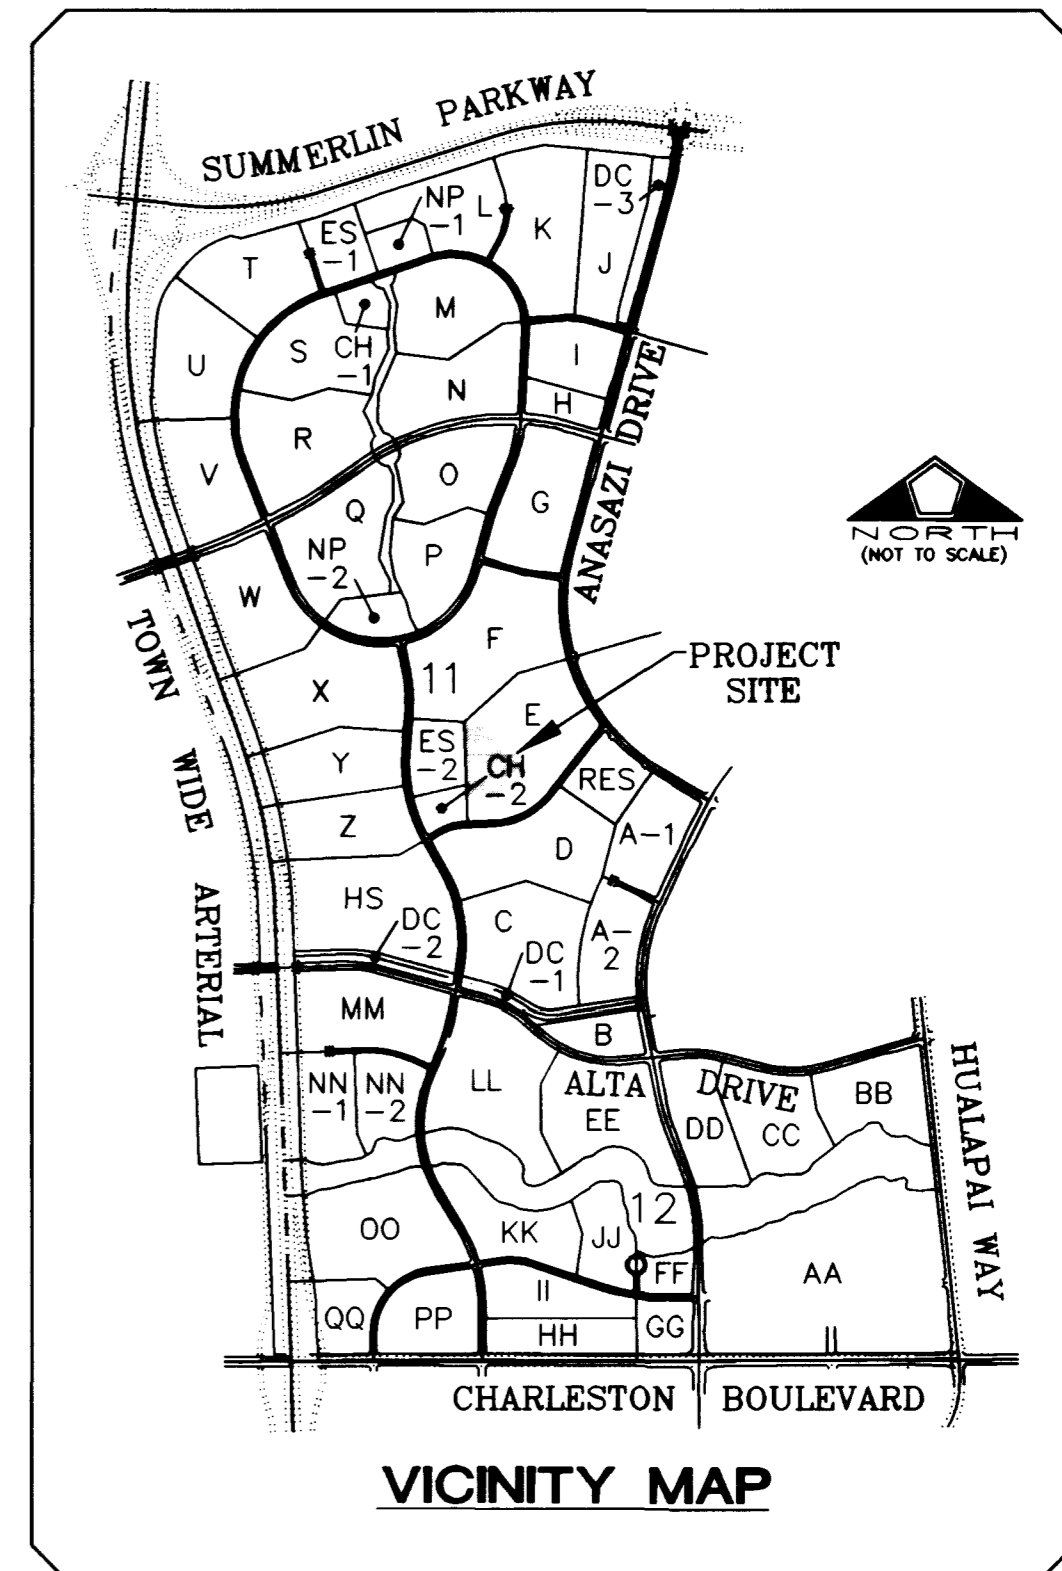 SUMMERLIN PARKWAY
DC
-3
NP
-1
L
K
ES
-1
T
J
M
CH
-1
S
I
U
N
H
R
ANASAZI DRIVE
V
O
G
Q
NP
-2
P
NORTH
(NOT TO SCALE)
W
F
TOWN WIDE ARTERIAL
PROJECT
SITE
11
X
E
ES
-2
CH
-2
Y
RES
Z
A-1
D
HS
DC
-2
C
A-
2
DC
-1
MM
B
NN
-1
NN
-2
LL
ALTA DRIVE
EE
DD
CC
BB
HUALAPAI WAY
12
OO
KK
JJ
FF
AA
II
QQ
PP
HH
GG
CHARLESTON BOULEVARD
VICINITY MAP